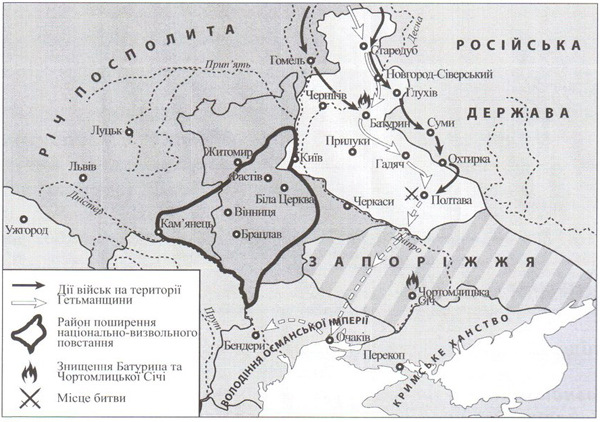 РІЧ ПОСПОЛИТА
РОСІЙСЬКА
ДЕРЖАВА
Десна
Стародуб
Гомель
Новгород-Сіверський
Прип'ять
Чернігів
Глухів
Луцьк
Батурин
Суми
Житомир
Прилуки
Київ
Гадяч
Охтирка
Львів
Фастів
Біла Церква
Полтава
Дністер
Вінниця
Черкаси
Кам'янець
Ужгород
Брацлав
Дніпро
ЗАПОРІЖЖЯ
Чортомлицька
Січ
Прут
Бендери
ВОЛОДІННЯ ОСМАНСЬКОЇ ІМПЕРІЇ
Очаків
Перекоп
КРИМСЬКЕ ХАНСТВО
Дії військ на території
Гетьманщини
Район поширення
національно-визвольного
повстання
Знищення Батурина та
Чортомлицької Січі
Місце битви